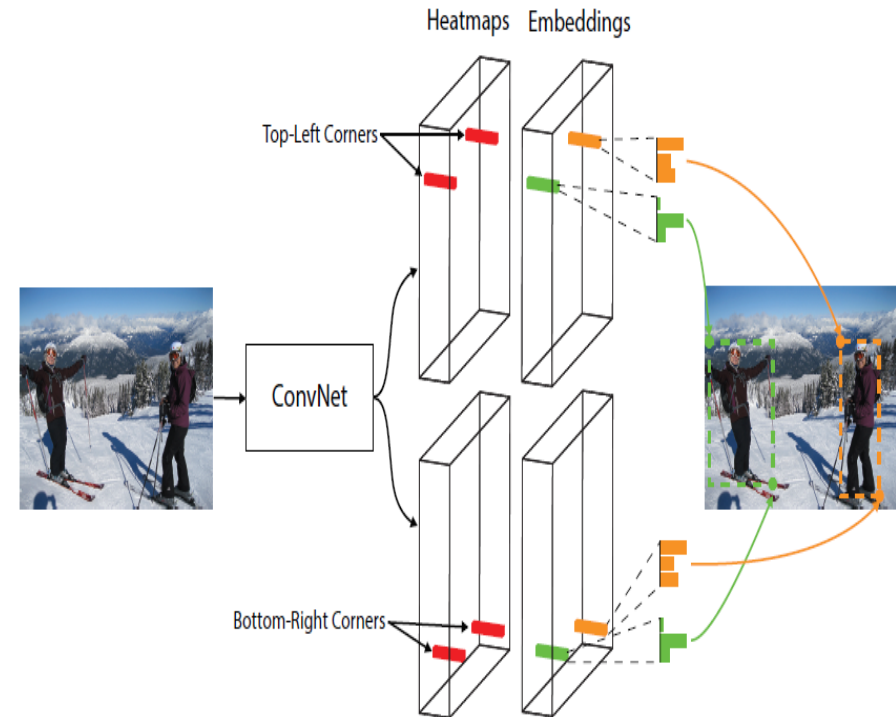 Heatmaps Embeddings
Top-Left Corners
ConvNet
Bottom-Right Corners